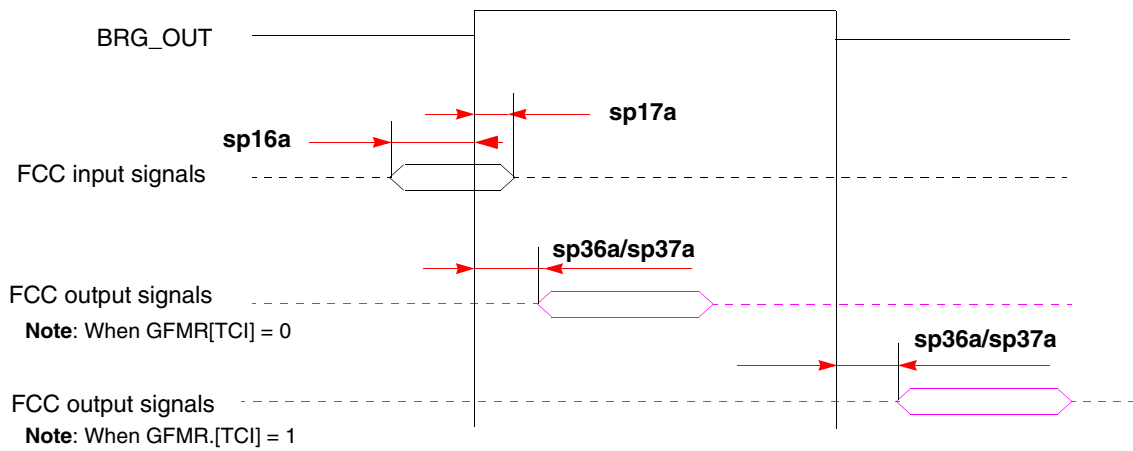 BRG_OUT
sp17a
sp16a
FCC input signals
sp36a/sp37a
FCC output signals
Note: When GFMR[TCI] = 0
sp36a/sp37a
FCC output signals
Note: When GFMR.[TCI] = 1